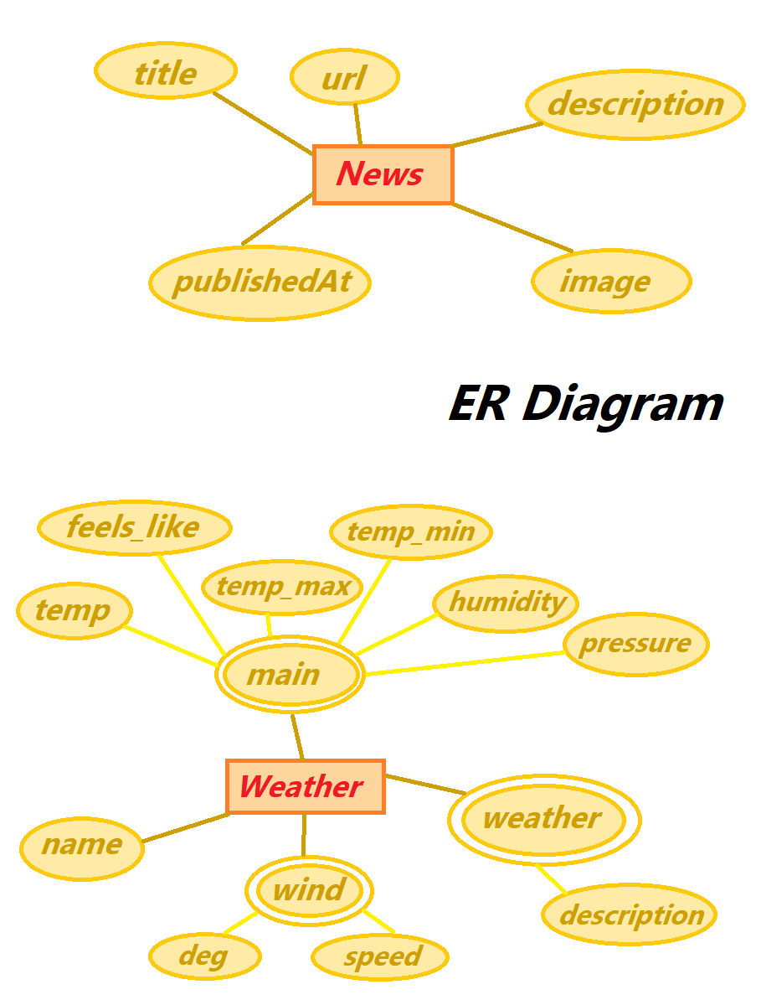 title
url
description
News
publishedAt
image
ER Diagram
feels_like
temp_min
temp_max
temp
humidity
pressure
main
Weather
weather
name
wind
description
deg
speed